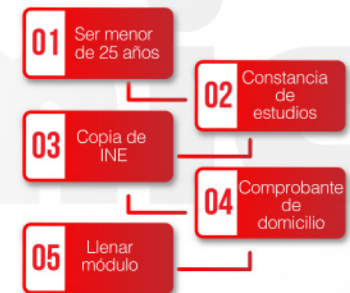 01
Ser menor
de 25 años
02
Constancia
de
estudios
03
Copia de
INE
04
Comprobante
de
domicilio
05
Llenar
módulo